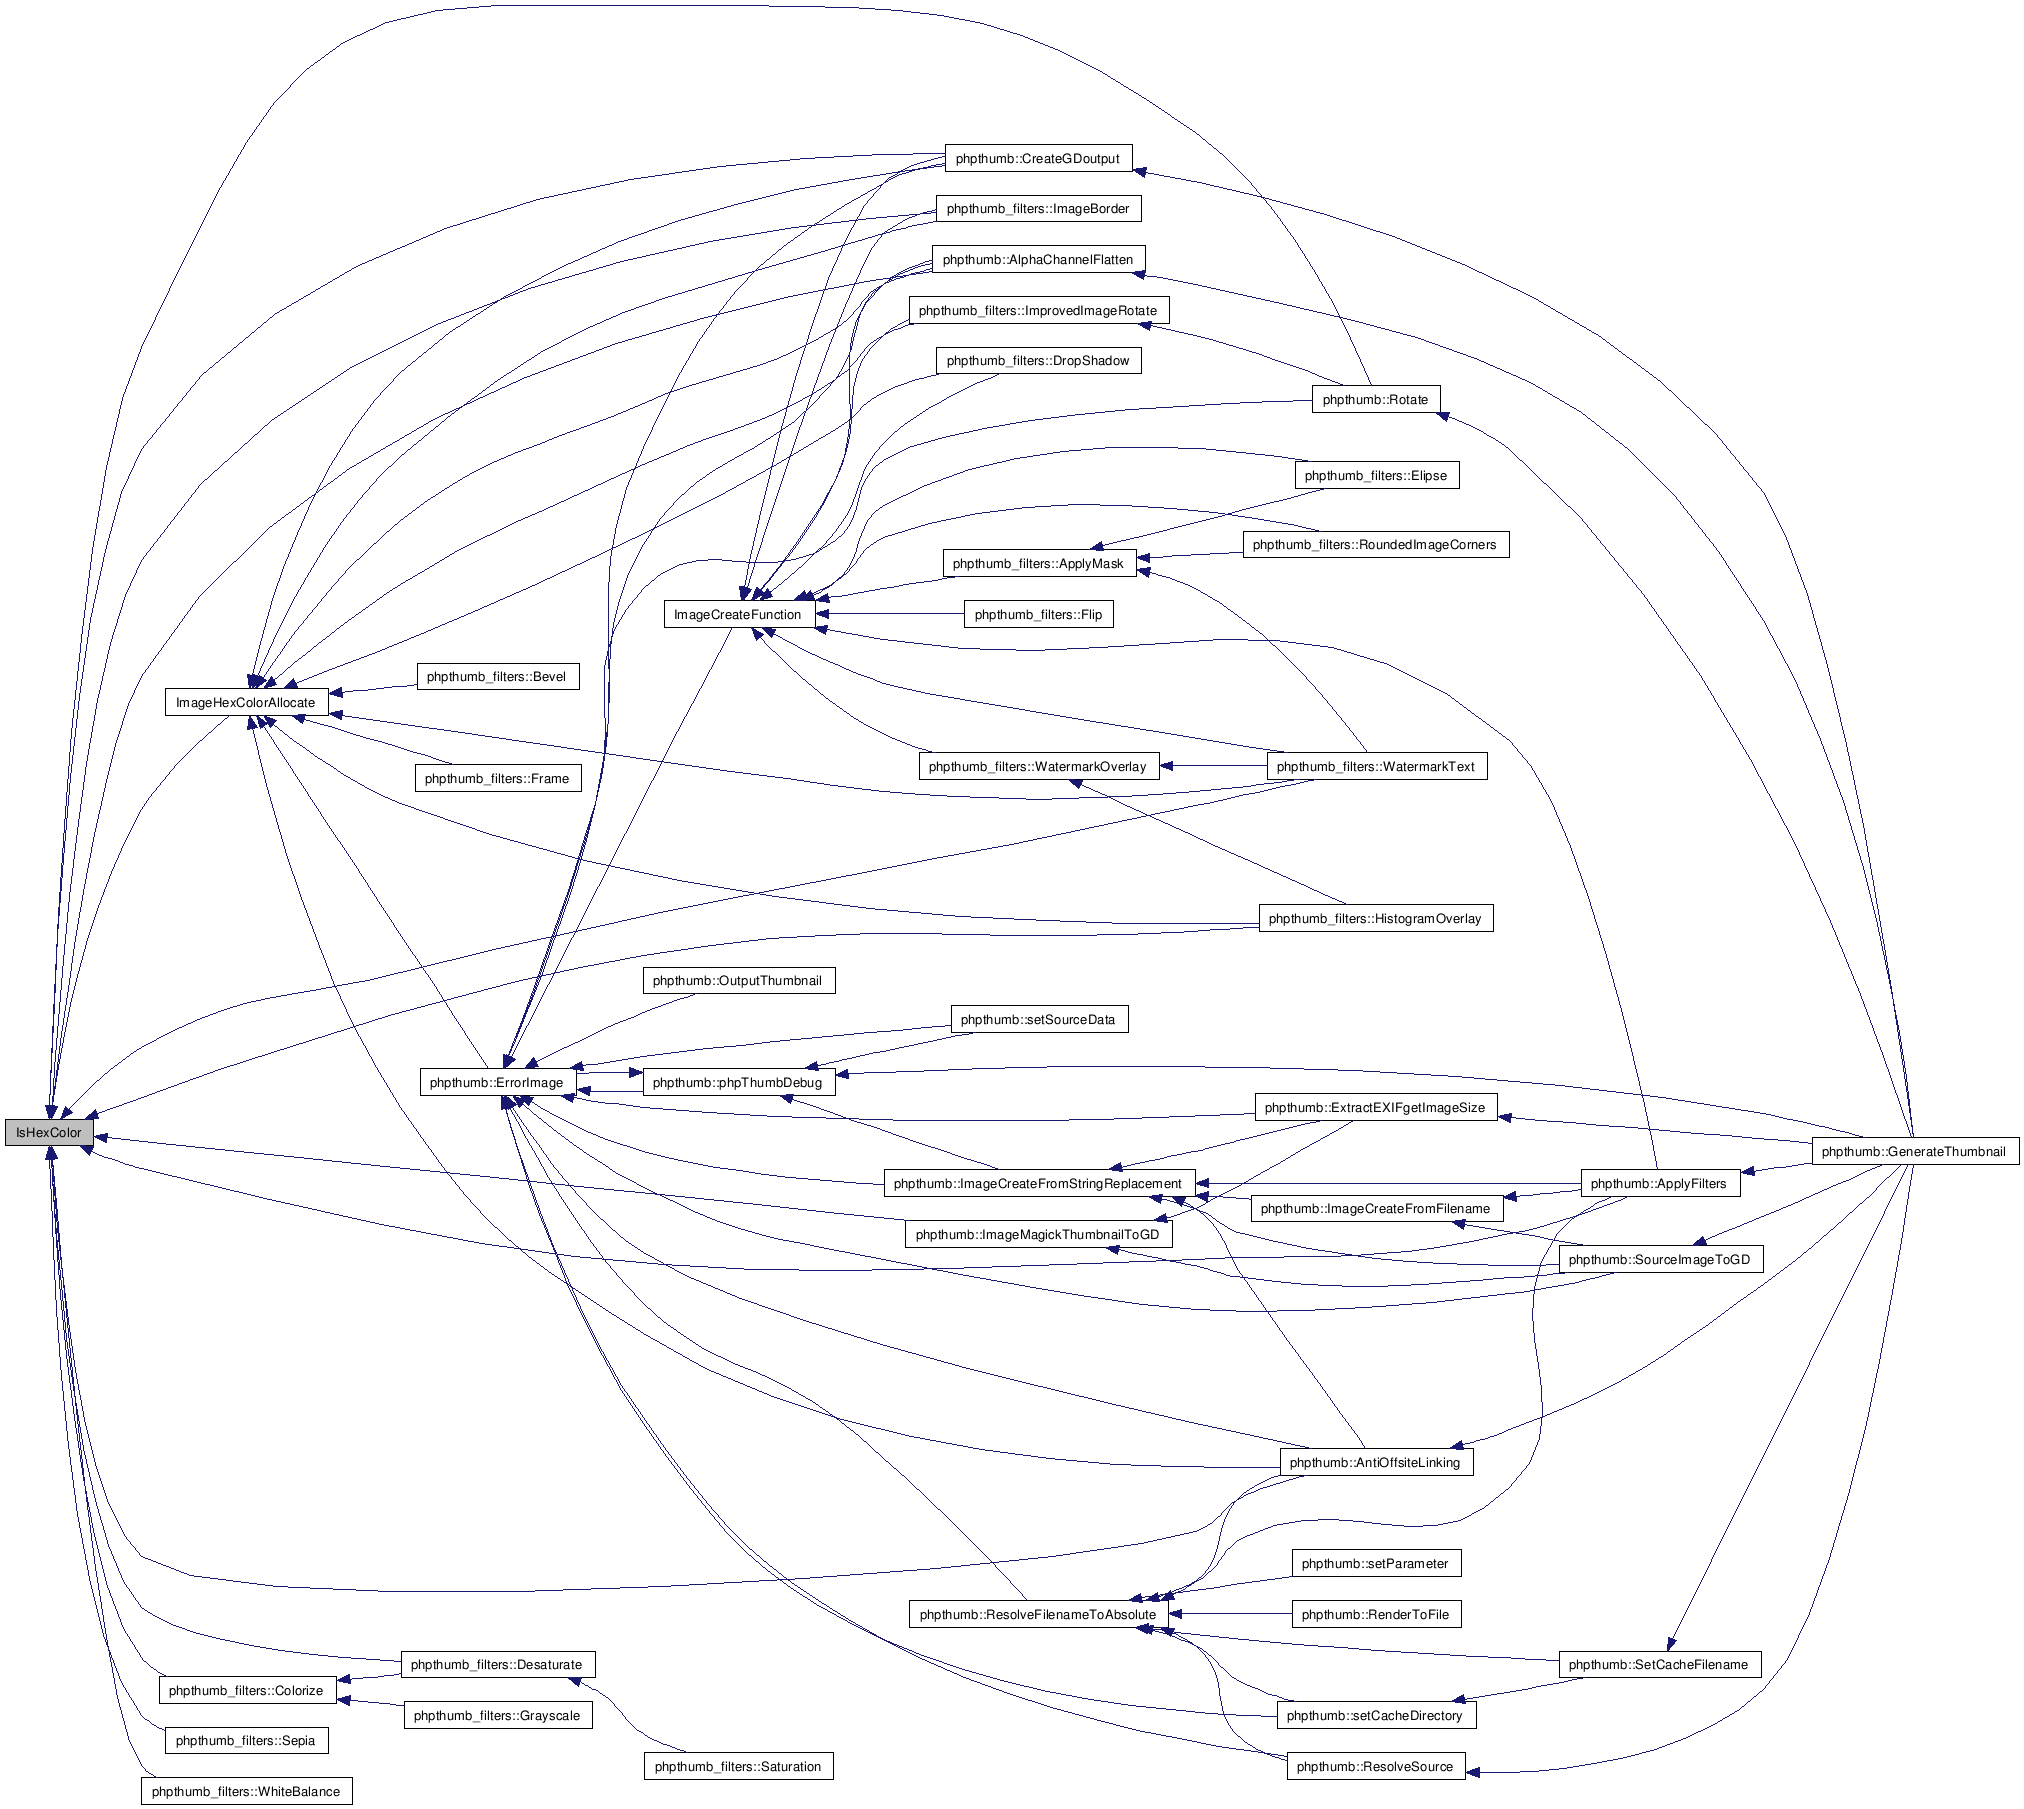 phpthumb::CreateGDoutput
phpthumb_filters::ImageBorder
phpthumb::AlphaChannelFlatten
phpthumb_filters::ImprovedImageRotate
phpthumb_filters::DropShadow
phpthumb::Rotate
phpthumb_filters::Elipse
phpthumb_filters::RoundedImageCorners
phpthumb_filters::ApplyMask
ImageCreateFunction
phpthumb_filters::Flip
phpthumb_filters::Bevel
ImageHexColorAllocate
phpthumb_filters::Frame
phpthumb_filters::WatermarkOverlay
phpthumb_filters::WatermarkText
phpthumb_filters::HistogramOverlay
phpthumb::OutputThumbnail
phpthumb::setSourceData
phpthumb::ErrorImage
phpthumb::phpThumbDebug
phpthumb::ExtractEXIFgetImageSize
IsHexColor
phpthumb::GenerateThumbnail
phpthumb::ImageCreateFromStringReplacement
phpthumb::ApplyFilters
phpthumb::ImageCreateFromFilename
phpthumb::ImageMagickThumbnailToGD
phpthumb::SourceImageToGD
phpthumb::AntiOffsiteLinking
phpthumb::setParameter
phpthumb::ResolveFilenameToAbsolute
phpthumb::RenderToFile
phpthumb_filters::Desaturate
phpthumb::SetCacheFilename
phpthumb_filters::Colorize
phpthumb_filters::Grayscale
phpthumb::setCacheDirectory
phpthumb_filters::Sepia
phpthumb_filters::Saturation
phpthumb::ResolveSource
phpthumb_filters::WhiteBalance